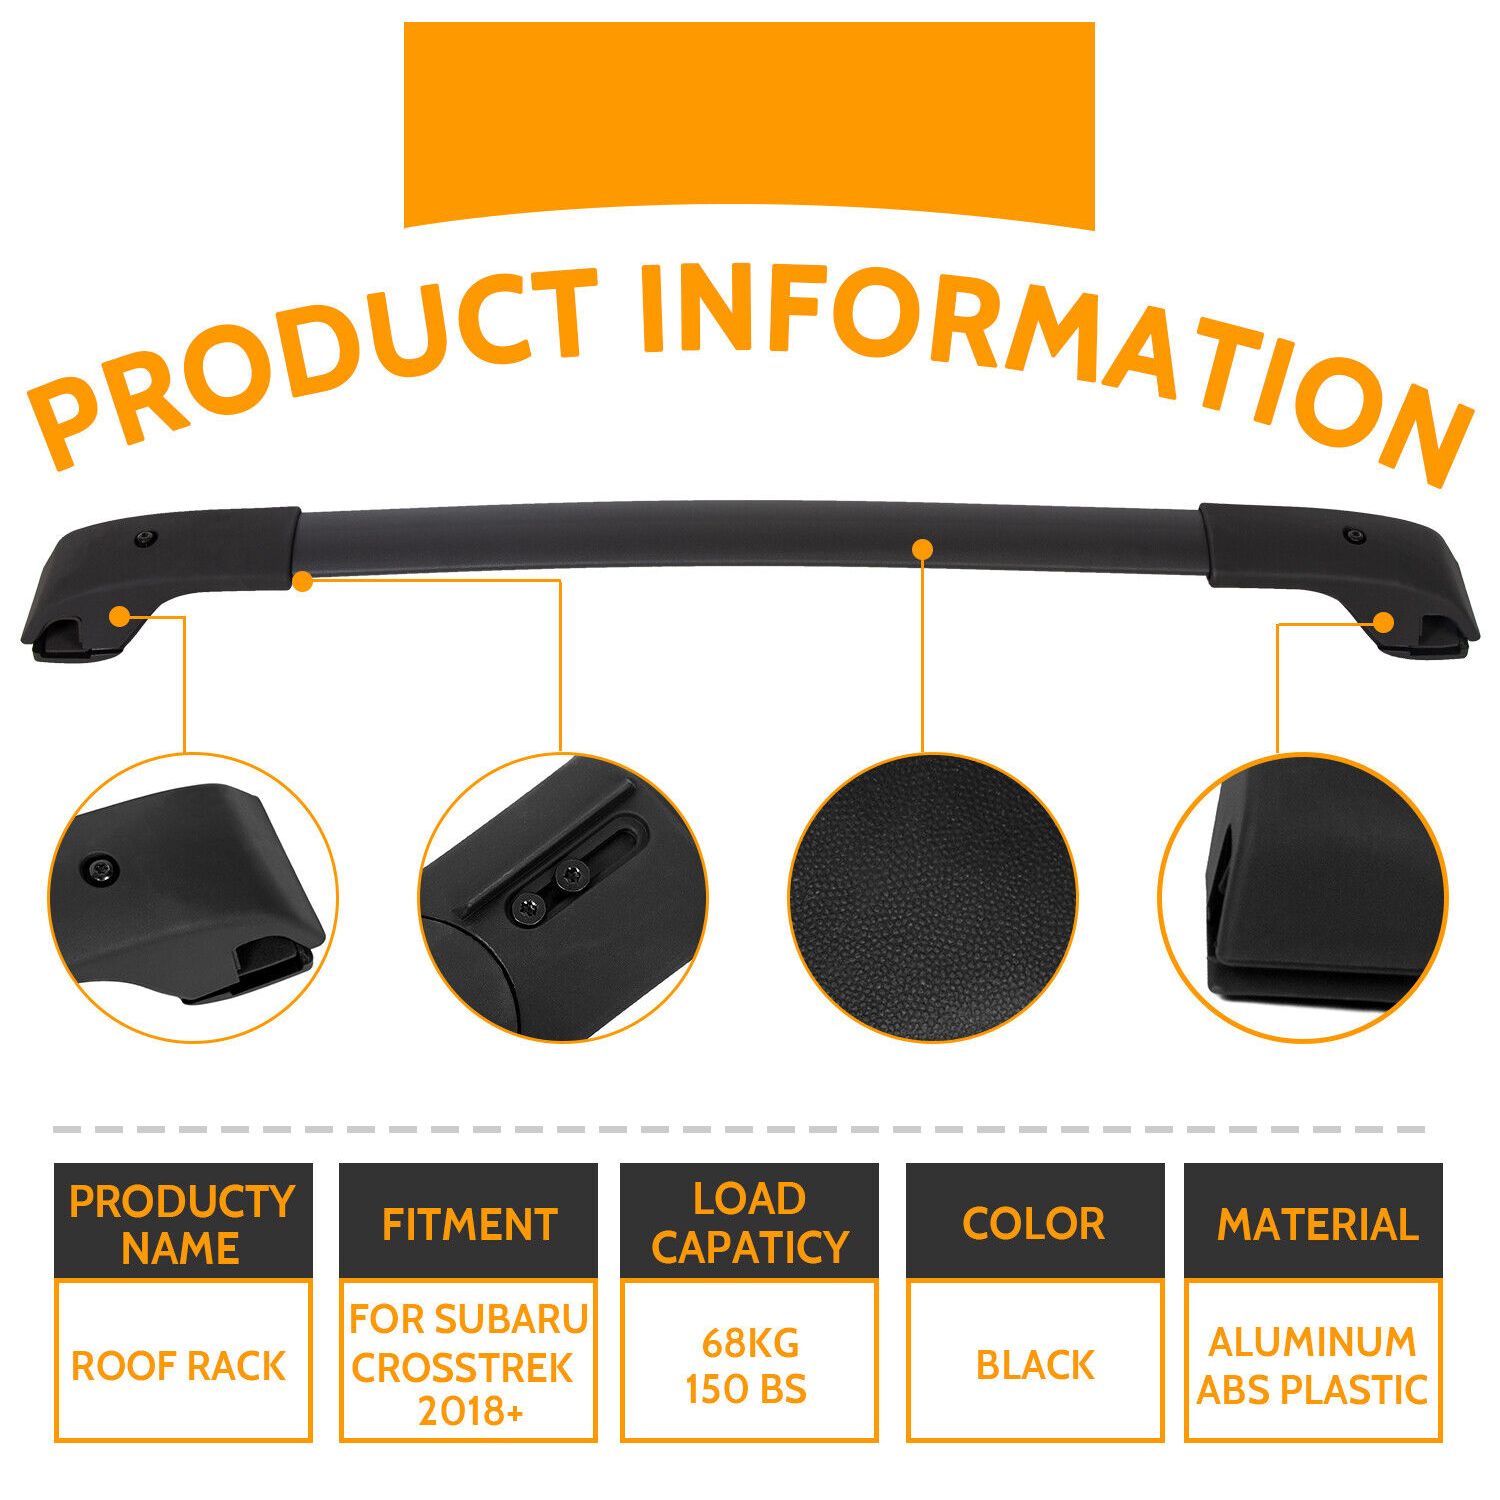 PRODUCT INFORMATION
PRODUCTY
NAME
ROOF RACK
FITMENT
FOR SUBARU
CROSSTREK
2018+
LOAD
CAPATICY
68KG
150 BS
COLOR
BLACK
MATERIAL
ALUMINUM
ABS PLASTIC